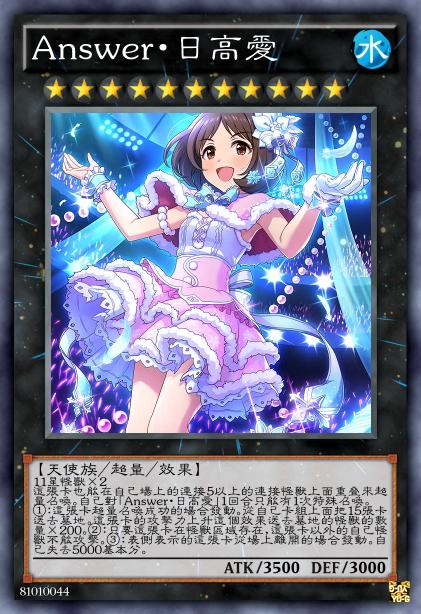 Answer・日高愛
水
【天使族／超量／效果】
11星怪獸×2
這張卡也能在自己場上的連接5以上的連接怪獸上面重疊來超
量召喚。自己對「Answer・日高愛」1回合只能有1次特殊召喚。
①：這張卡超量召喚成功的場合發動。從自己卡組上面把15張卡
送去墓地。這張卡的攻擊力上升這個效果送去墓地的怪獸的數
量×200。②：只要這張卡在怪獸區域存在，這張卡以外的自己怪
獸不能攻擊。③：表側表示的這張卡從場上離開的場合發動。自
己失去5000基本分。
ATK/3500 DEF/3000
81010044